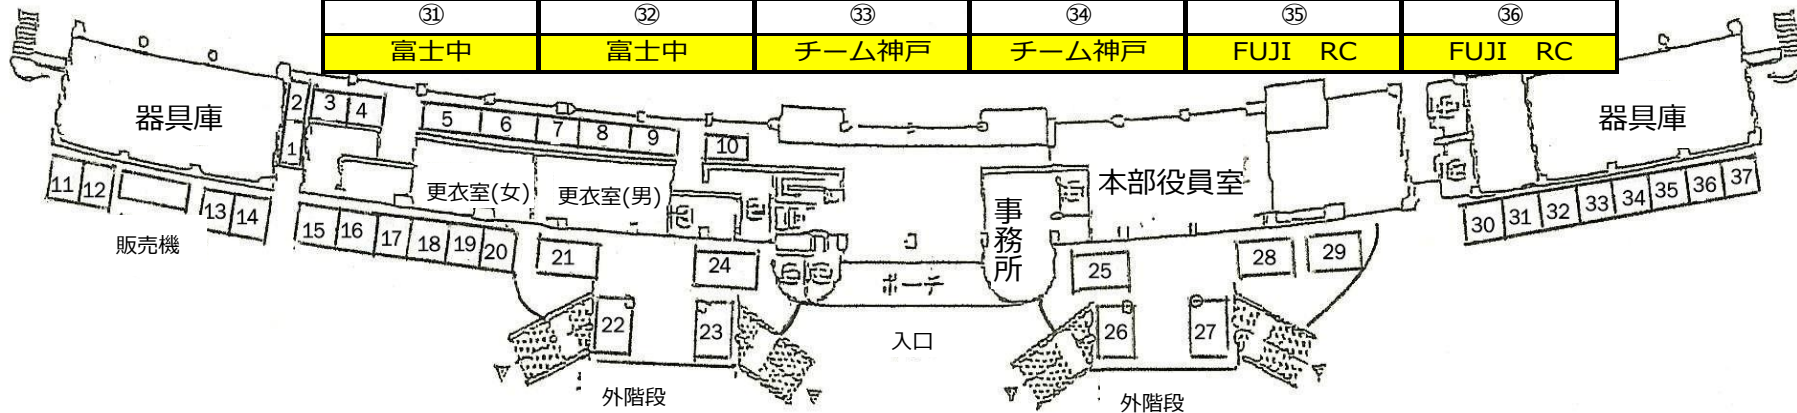 ㉛ ㉜ ㉝ ㉞ ㉟ ㊱
富士中 富士中 チーム神戸 チーム神戸 FUJI RC FUJI RC
器具庫 2 3 4 5 6 7 8 9 10 器具庫
1
11 12 13 14 更衣室(女) 更衣室(男) 本部役員室 30 31 32 33 34 35 36 37
販売機 15 16 17 18 19 20 21 24 事務所 25 28 29
ポーチ
22 23 入口 26 27
外階段 外階段